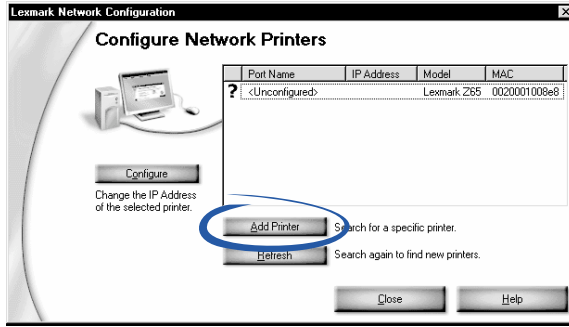 Lexmark Network Configuration
Configure Network Printers
Port Name IP Address Model MAC
? <Unconfigured> Lexmark Z65 0020001008e8
Configure
Change the IP Address
of the selected printer.
Add Printer Search for a specific printer.
Refresh Search again to find new printers.
Close Help